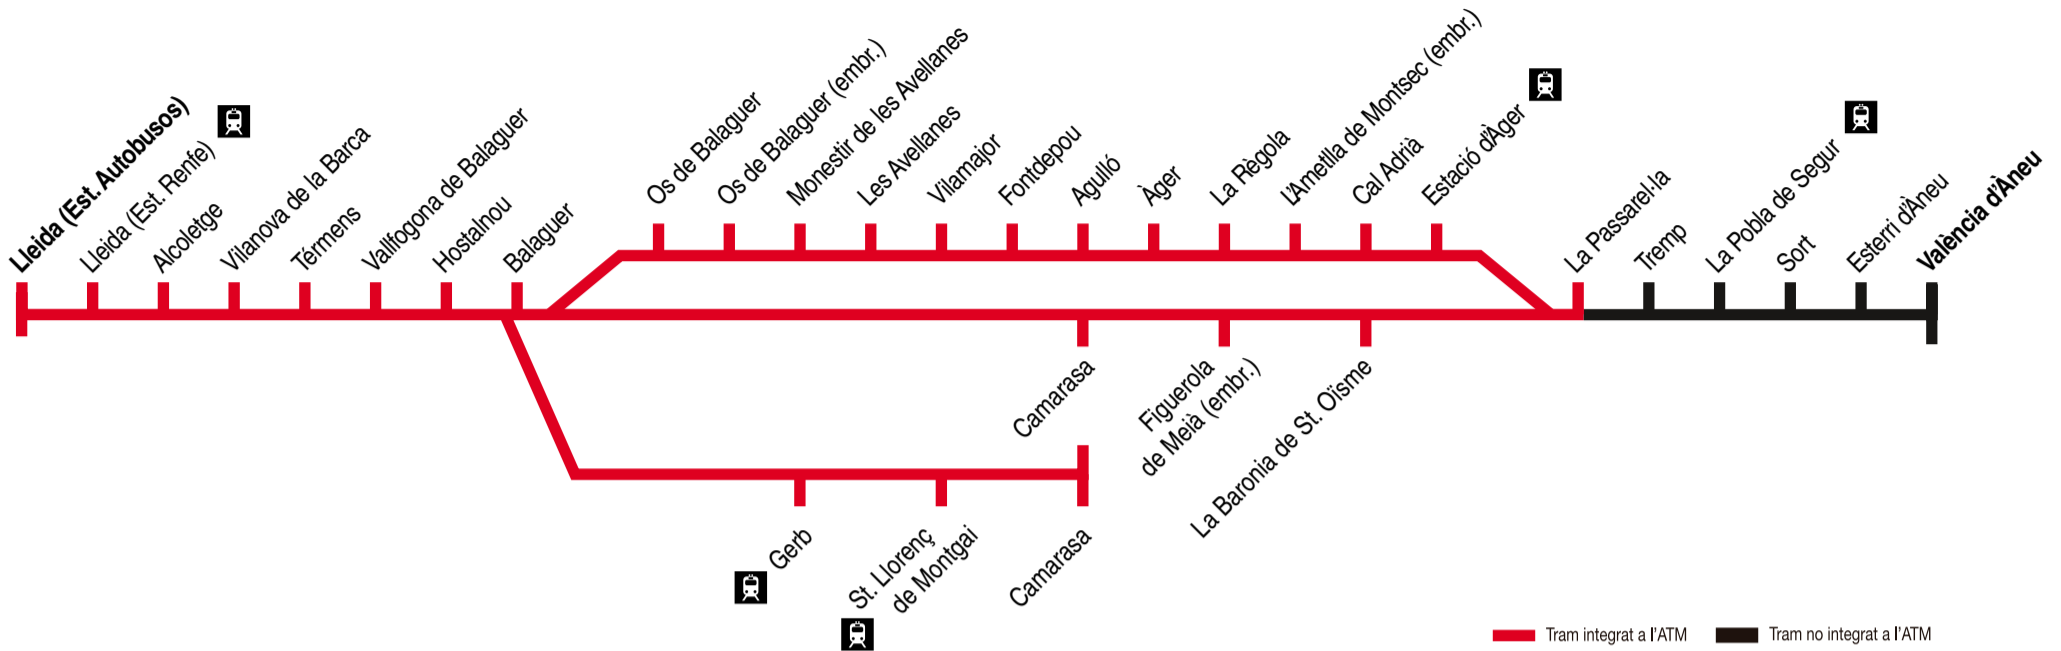 Lleida (Est. Autobusos)
Lleida (Est. Renfe)
Alcoletge
Vilanova de la Barca
Térmens
Vallfogona de Balaguer
Hostalnou
Balaguer
Os de Balaguer
Os de Balaguer (embr.)
Monestir de les Avellanes
Les Avellanes
Vilamajor
Fontdepou
Agulló
Àger
La Règola
L'Ametlla de Montsec (embr.)
Cal Adrià
Estació d'Àger
La Passarel·la
Tremp
La Pobla de Segur
Sort
Esterri d'Àneu
València d'Àneu
Camarasa
Figuerola
de Meià (embr.)
La Baronia de St. Oïsme
Gerb
St. Llorenç
de Montgai
Camarasa
Tram integrat a l'ATM
Tram no integrat a l'ATM